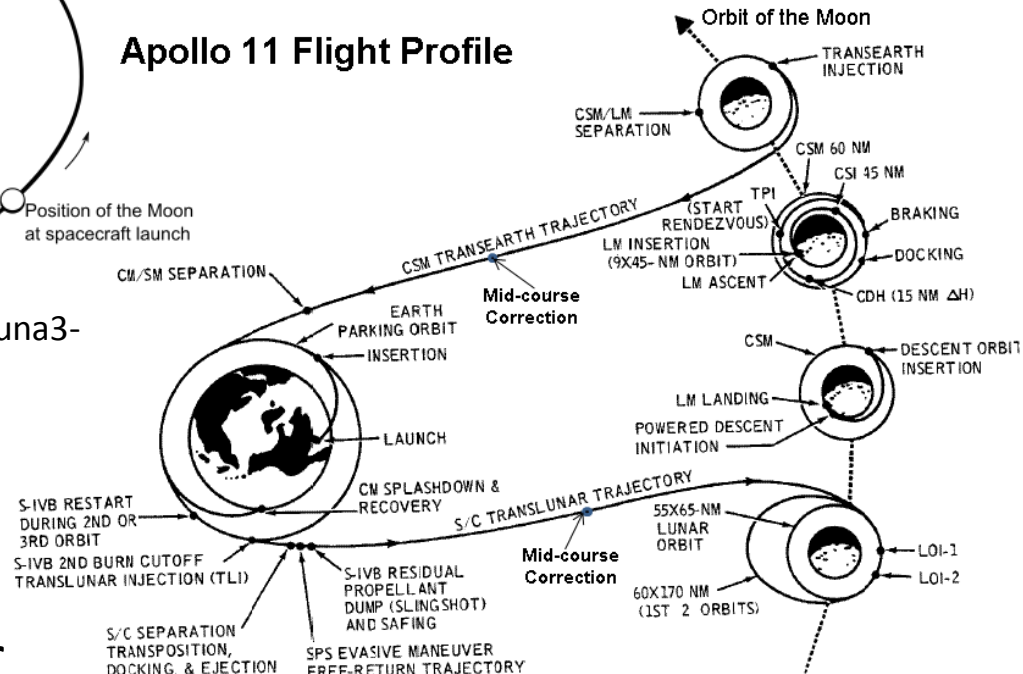 Orbit of the Moon
Apollo 11 Flight Profile
TRANSEARTH
INJECTION
CSM/LM
SEPARATION
CSM 60 NM
CSI 45 NM
TPI
(START
RENDEZVOUS)
BRAKING
LM INSERTION
(9X45-NM ORBIT)
DOCKING
LM ASCENT
CDH (15 NM ΔH)
Position of the Moon
at spacecraft launch
CSM TRANSEARTH TRAJECTORY
CM/SM SEPARATION
Mid-course
Correction
EARTH
PARKING ORBIT
INSERTION
una3-
CSM
DESCENT ORBIT
INSERTION
LM LANDING
POWERED DESCENT
INITIATION
LAUNCH
CM SPLASHDOWN &
RECOVERY
S/C TRANSLUNAR TRAJECTORY
S-IVB RESTART
DURING 2ND OR
3RD ORBIT
55X65-NM
LUNAR
ORBIT
LOI-1
LOI-2
S-IVB 2ND BURN CUTOFF
TRANSLUNAR INJECTION (TLI)
Mid-course
Correction
S-IVB RESIDUAL
PROPELLANT
DUMP (SLINGSHOT)
AND SAFING
60X170 NM
(1ST 2 ORBITS)
S/C SEPARATION
TRANSPOSITION,
DOCKING, & EJECTION
SPS EVASIVE MANEUVER
FREE-RETURN TRAJECTORY